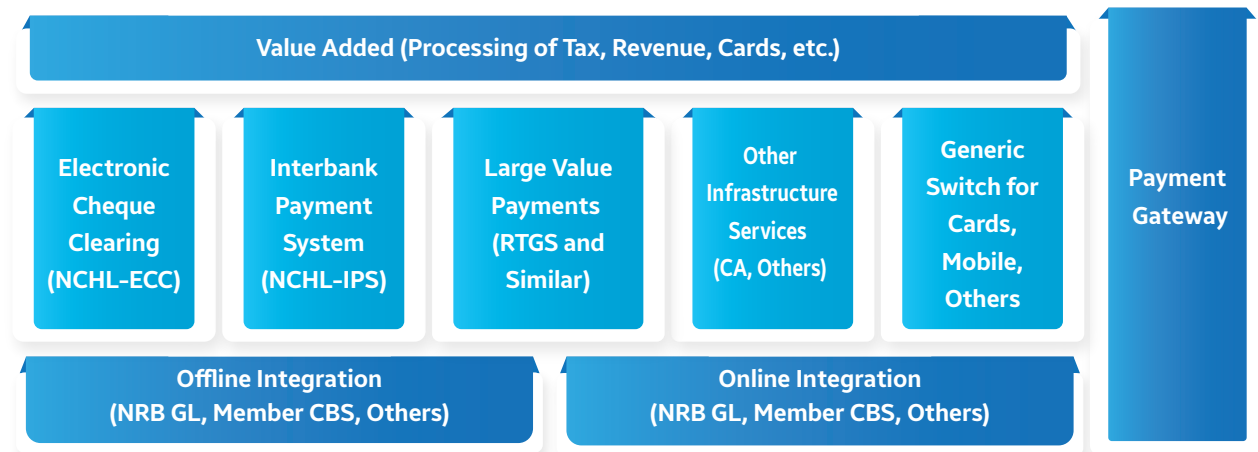 Value Added (Processing of Tax, Revenue, Cards, etc.)
Electronic
Cheque
Clearing
(NCHL-ECC)
Interbank
Payment
System
(NCHL-IPS)
Large Value
Payments
(RTGS and
Similar)
Other
Infrastructure
Services
(CA, Others)
Generic
Switch for
Cards,
Mobile,
Others
Payment
Gateway
Offline Integration
(NRB GL, Member CBS, Others)
Online Integration
(NRB GL, Member CBS, Others)